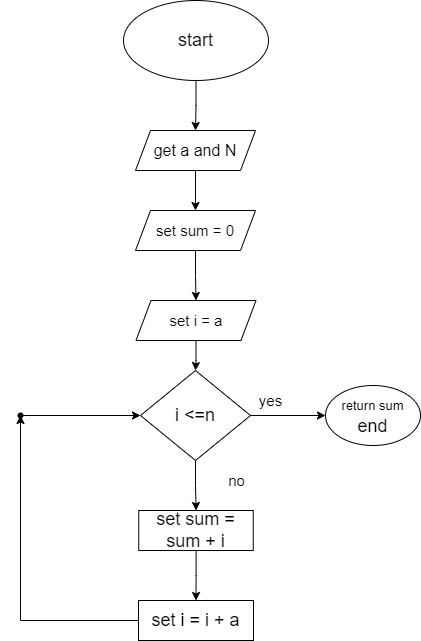 start
get a and N
set sum = 0
set i = a
i <=n
yes
return sum
end
no
set sum =
sum + i
set i = i + a